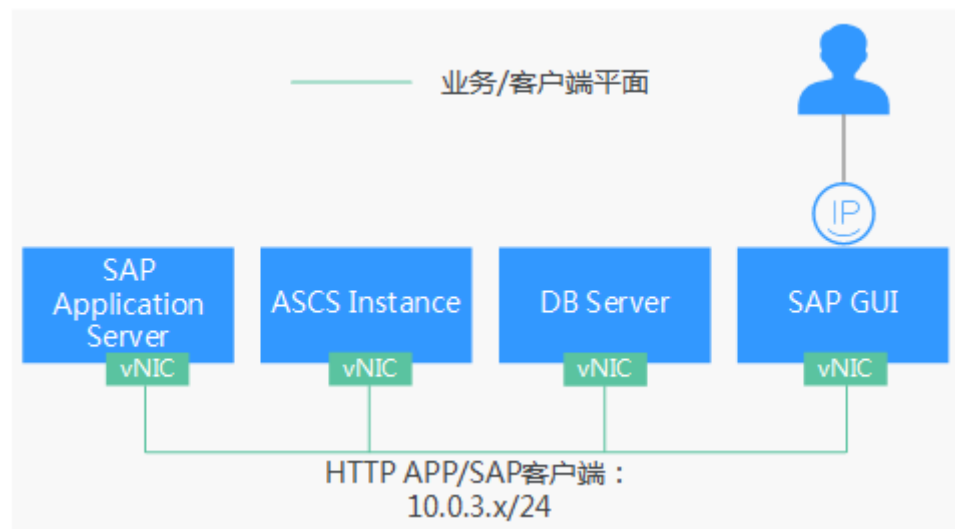 业务/客户端平面
IP
SAP
Application
Server
ASCS Instance
DB Server
SAP GUI
vNIC
vNIC
vNIC
vNIC
HTTP APP/SAP客户端：
10.0.3.x/24